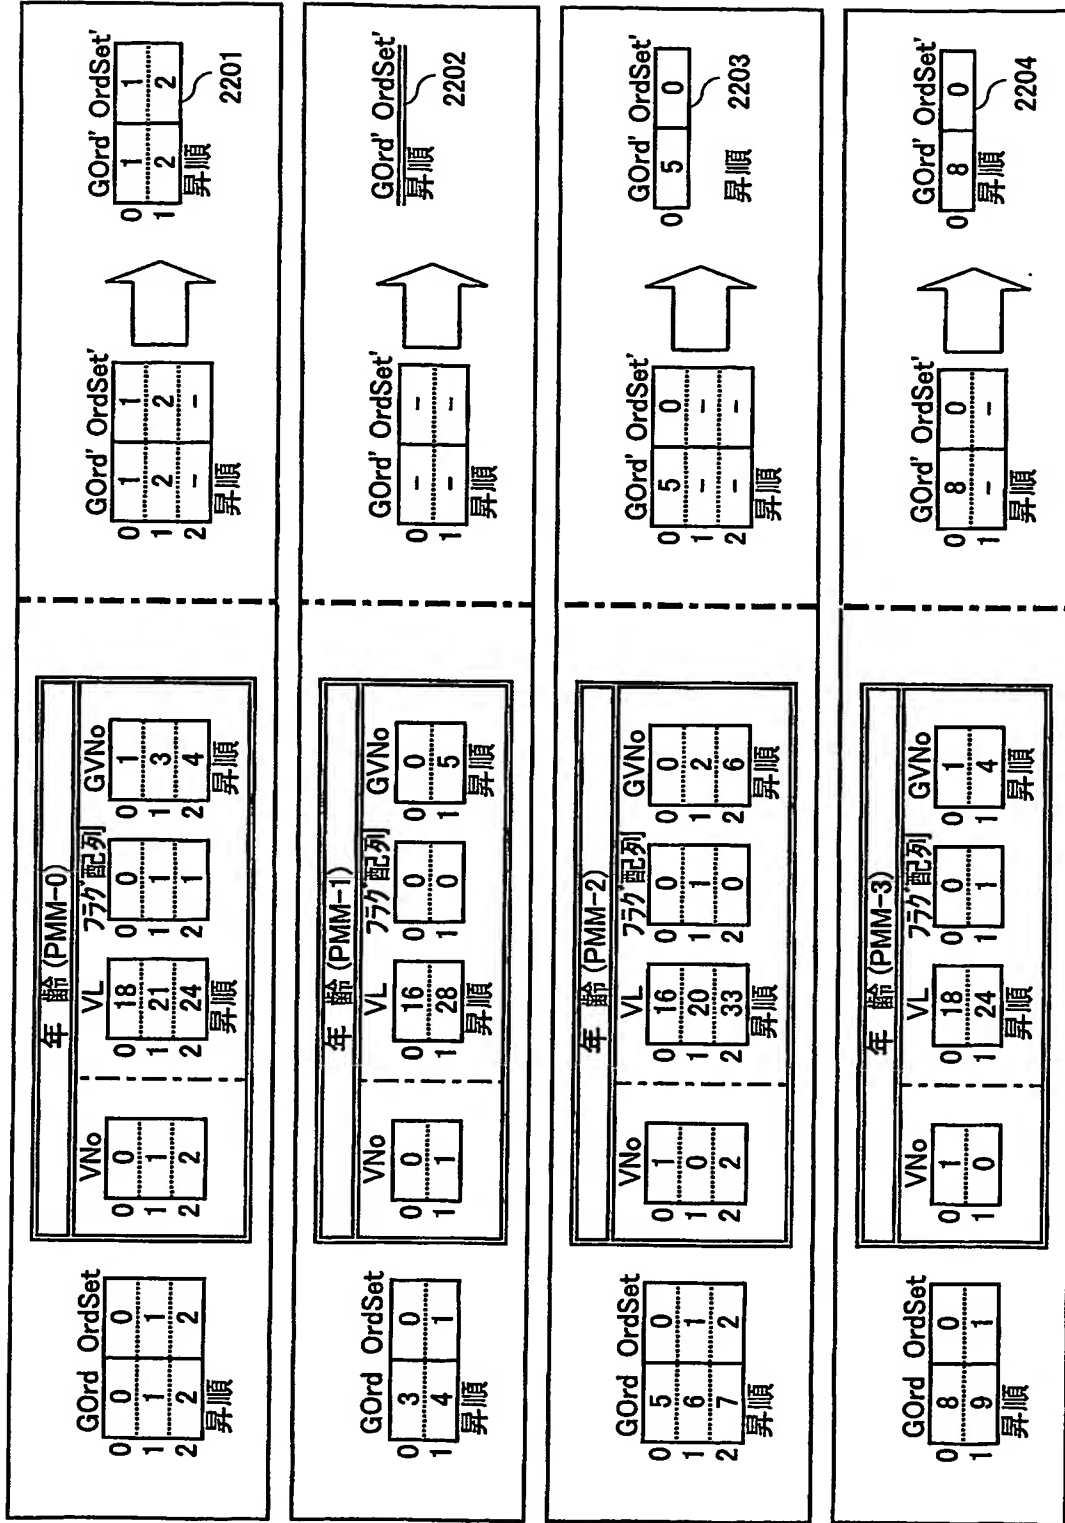 GOrd OrdSet
0 0 0
1 1 1
2 2 2
昇順
年 齢 (PMM-0)
VNo VL フラグ配列 GVNo
0 0 0 18 0 0 0 1
1 1 1 21 1 1 1 3
2 2 2 24 2 1 2 4
昇順 昇順
GOrd' OrdSet'
0 1 1
1 2 2
2 - -
昇順
GOrd' OrdSet'
0 1 1
1 2 2
昇順
2201
GOrd OrdSet
0 3 0
1 4 1
昇順
年 齢 (PMM-1)
VNo VL フラグ配列 GVNo
0 0 0 16 0 0 0 0
1 1 1 28 1 0 1 5
昇順 昇順
GOrd' OrdSet'
0 - -
1 - -
昇順
GOrd' OrdSet'
昇順
2202
GOrd OrdSet
0 5 0
1 6 1
2 7 2
昇順
年 齢 (PMM-2)
VNo VL フラグ配列 GVNo
0 1 0 16 0 0 0 0
1 0 1 20 1 1 1 2
2 2 2 33 2 0 2 6
昇順 昇順
GOrd' OrdSet'
0 5 0
1 - -
2 - -
昇順
GOrd' OrdSet'
0 5 0
昇順
2203
GOrd OrdSet
0 8 0
1 9 1
昇順
年 齢 (PMM-3)
VNo VL フラグ配列 GVNo
0 1 0 18 0 0 0 1
1 0 1 24 1 1 1 4
昇順 昇順
GOrd' OrdSet'
0 8 0
1 - -
昇順
GOrd' OrdSet'
0 8 0
昇順
2204